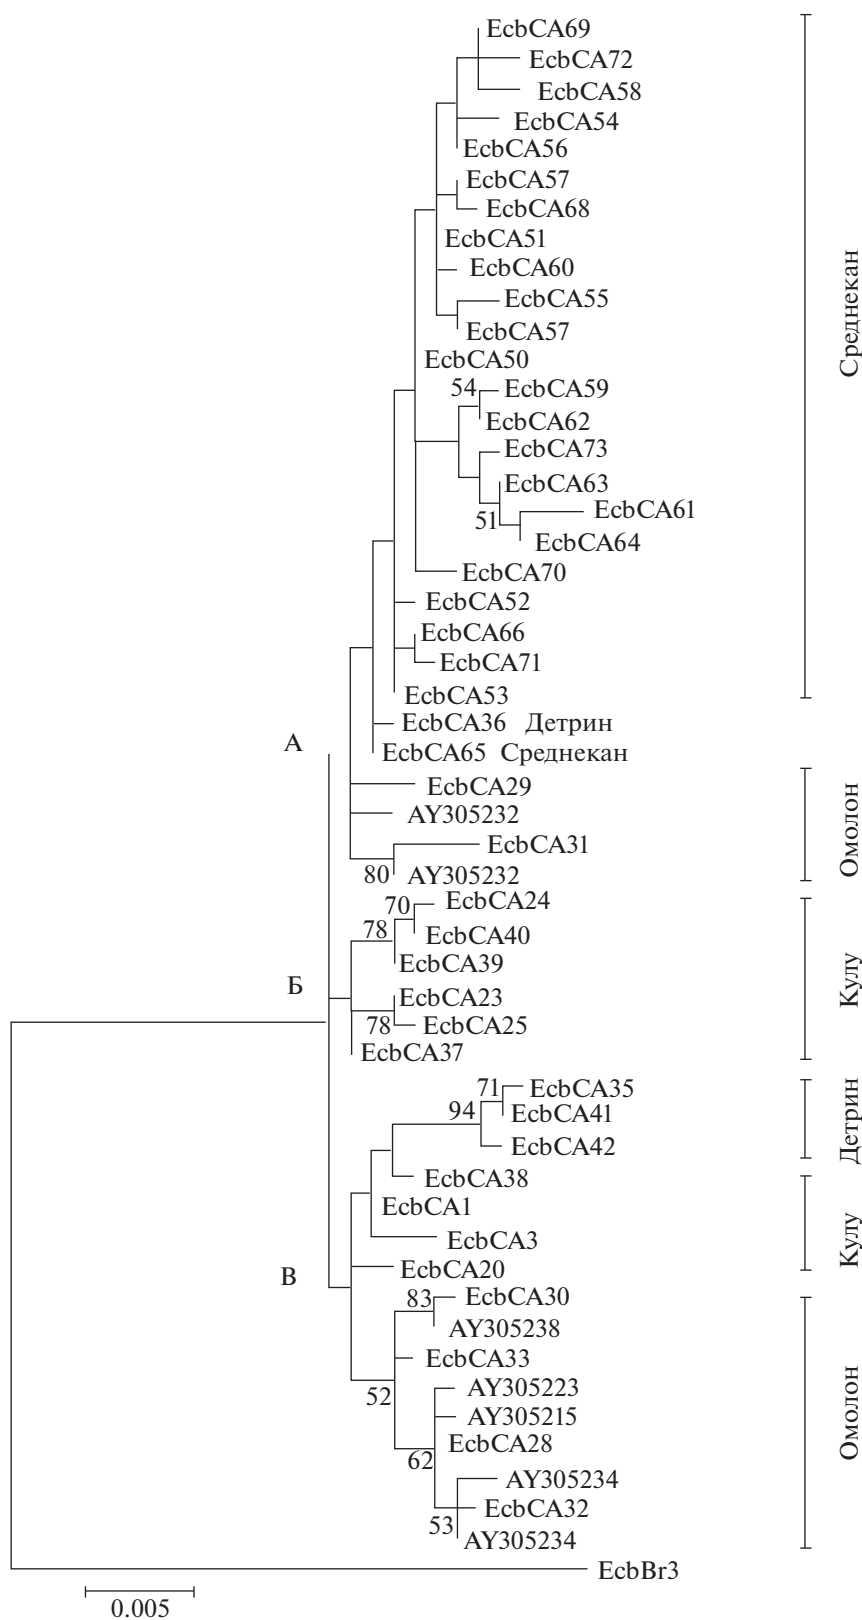 EcbCA69
EcbCA72
EcbCA58
EcbCA54
EcbCA56
EcbCA57
EcbCA68
EcbCA51
EcbCA60
EcbCA55
EcbCA57
EcbCA50
54 EcbCA59
EcbCA62
EcbCA73
EcbCA63
51 EcbCA61
EcbCA64
EcbCA70
EcbCA52
EcbCA66
EcbCA71
EcbCA53
Среднекан
EcbCA36 Детрин
А
EcbCA65 Среднекан
EcbCA29
AY305232
EcbCA31
80 AY305232
Омолон
70 EcbCA24
78 EcbCA40
EcbCA39
Б
EcbCA23
78 EcbCA25
EcbCA37
Кулу
71 EcbCA35
94 EcbCA41
EcbCA42
Детрин
EcbCA38
EcbCA1
EcbCA3
В
EcbCA20
Кулу
83 EcbCA30
AY305238
EcbCA33
52 AY305223
AY305215
EcbCA28
62
AY305234
EcbCA32
53 AY305234
Омолон
EcbBr3
0.005